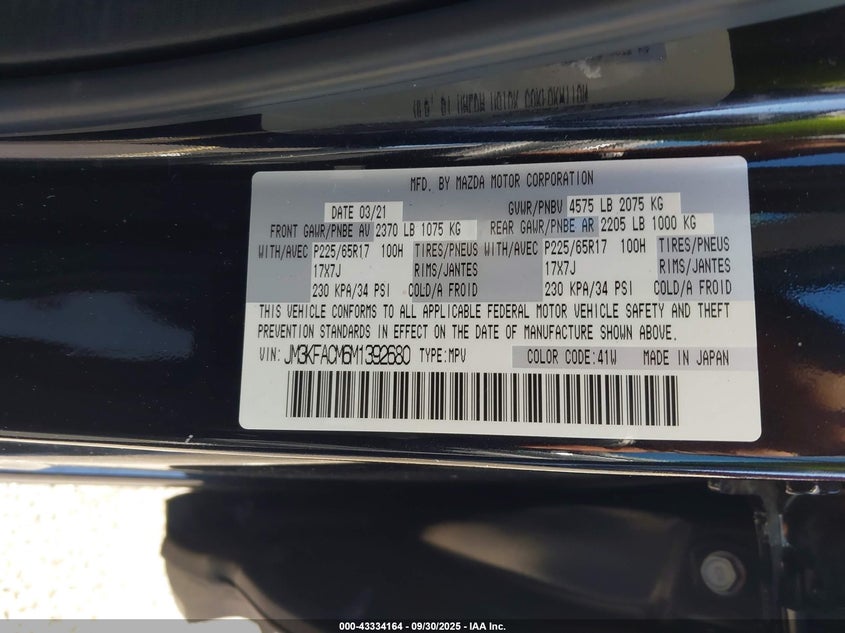 MFD. BY MAZDA MOTOR CORPORATION
DATE 03/21 GVWR/PNBV 4575 LB 2075 KG
FRONT GAWR/PNBE AV 2370 LB 1075 KG REAR GAWR/PNBE AR 2205 LB 1000 KG
WITH/AVEC P225/65R17 100H TIRES/PNEUS WITH/AVEC P225/65R17 100H TIRES/PNEUS
17X7J RIMS/JANTES 17X7J RIMS/JANTES
230 KPA/34 PSI COLD/A FROID 230 KPA/34 PSI COLD/A FROID
THIS VEHICLE CONFORMS TO ALL APPLICABLE FEDERAL MOTOR VEHICLE SAFETY AND THEFT
PREVENTION STANDARDS IN EFFECT ON THE DATE OF MANUFACTURE SHOWN ABOVE.
VIN: JM3KFACM6M1392680 TYPE:MPV COLOR CODE:41W MADE IN JAPAN
000-43334164 - 09/30/2025 - IAA Inc.